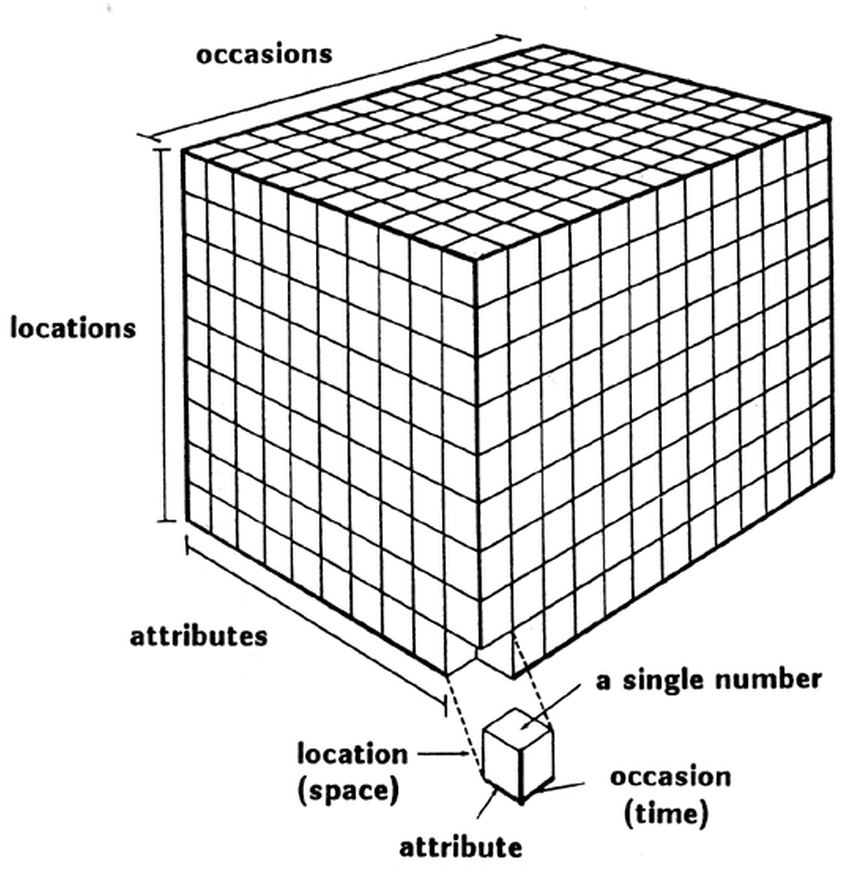 occasions
locations
attributes
a single number
location
(space)
occasion
(time)
attribute